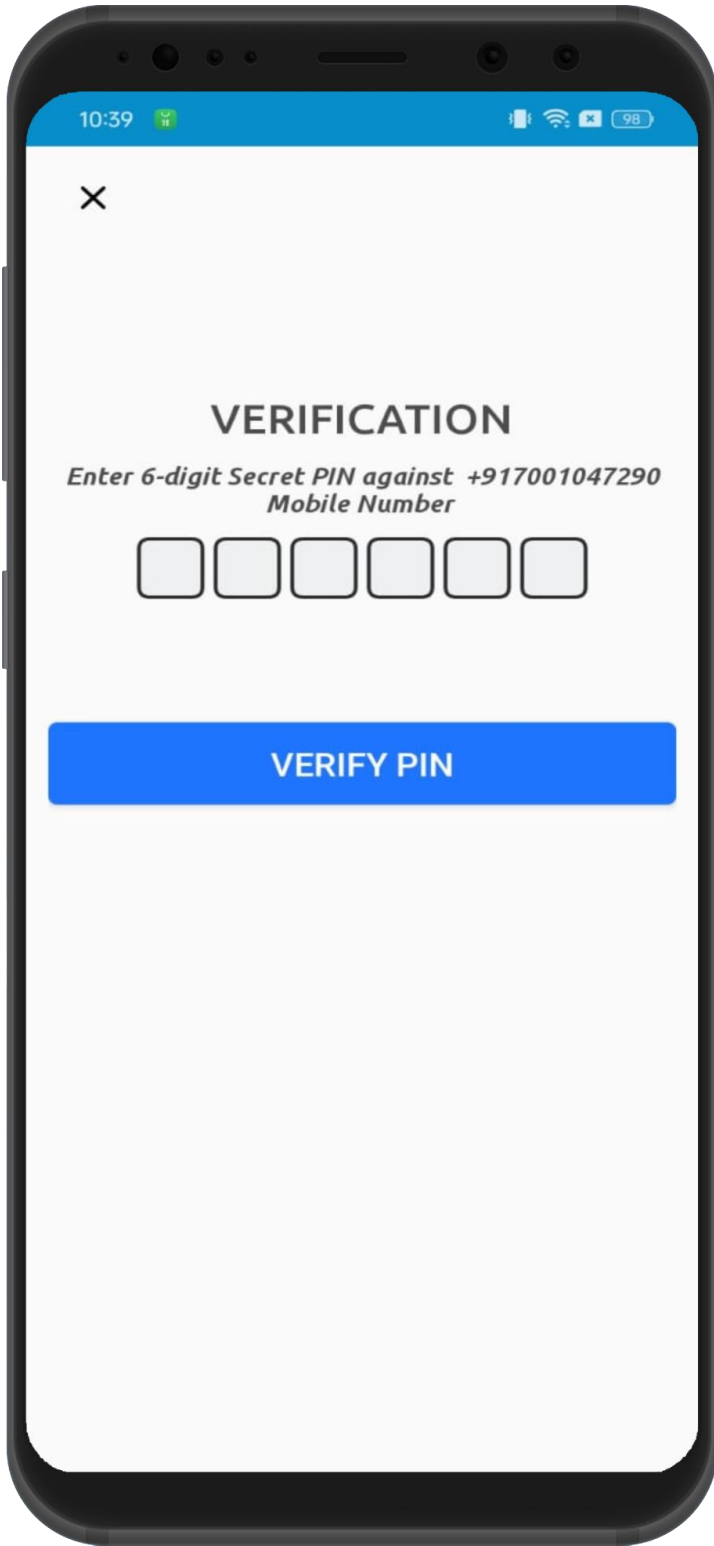 10:39
98
VERIFICATION
Enter 6-digit Secret PIN against +917001047290
Mobile Number
VERIFY PIN